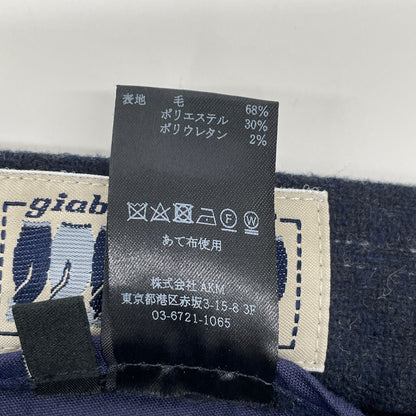 表地 毛 68%
ポリエステル 30%
ポリウレタン 2%
F W
あて布使用
株式会社 AKM
東京都港区赤坂3-15-8 3F
03-6721-1065
giab